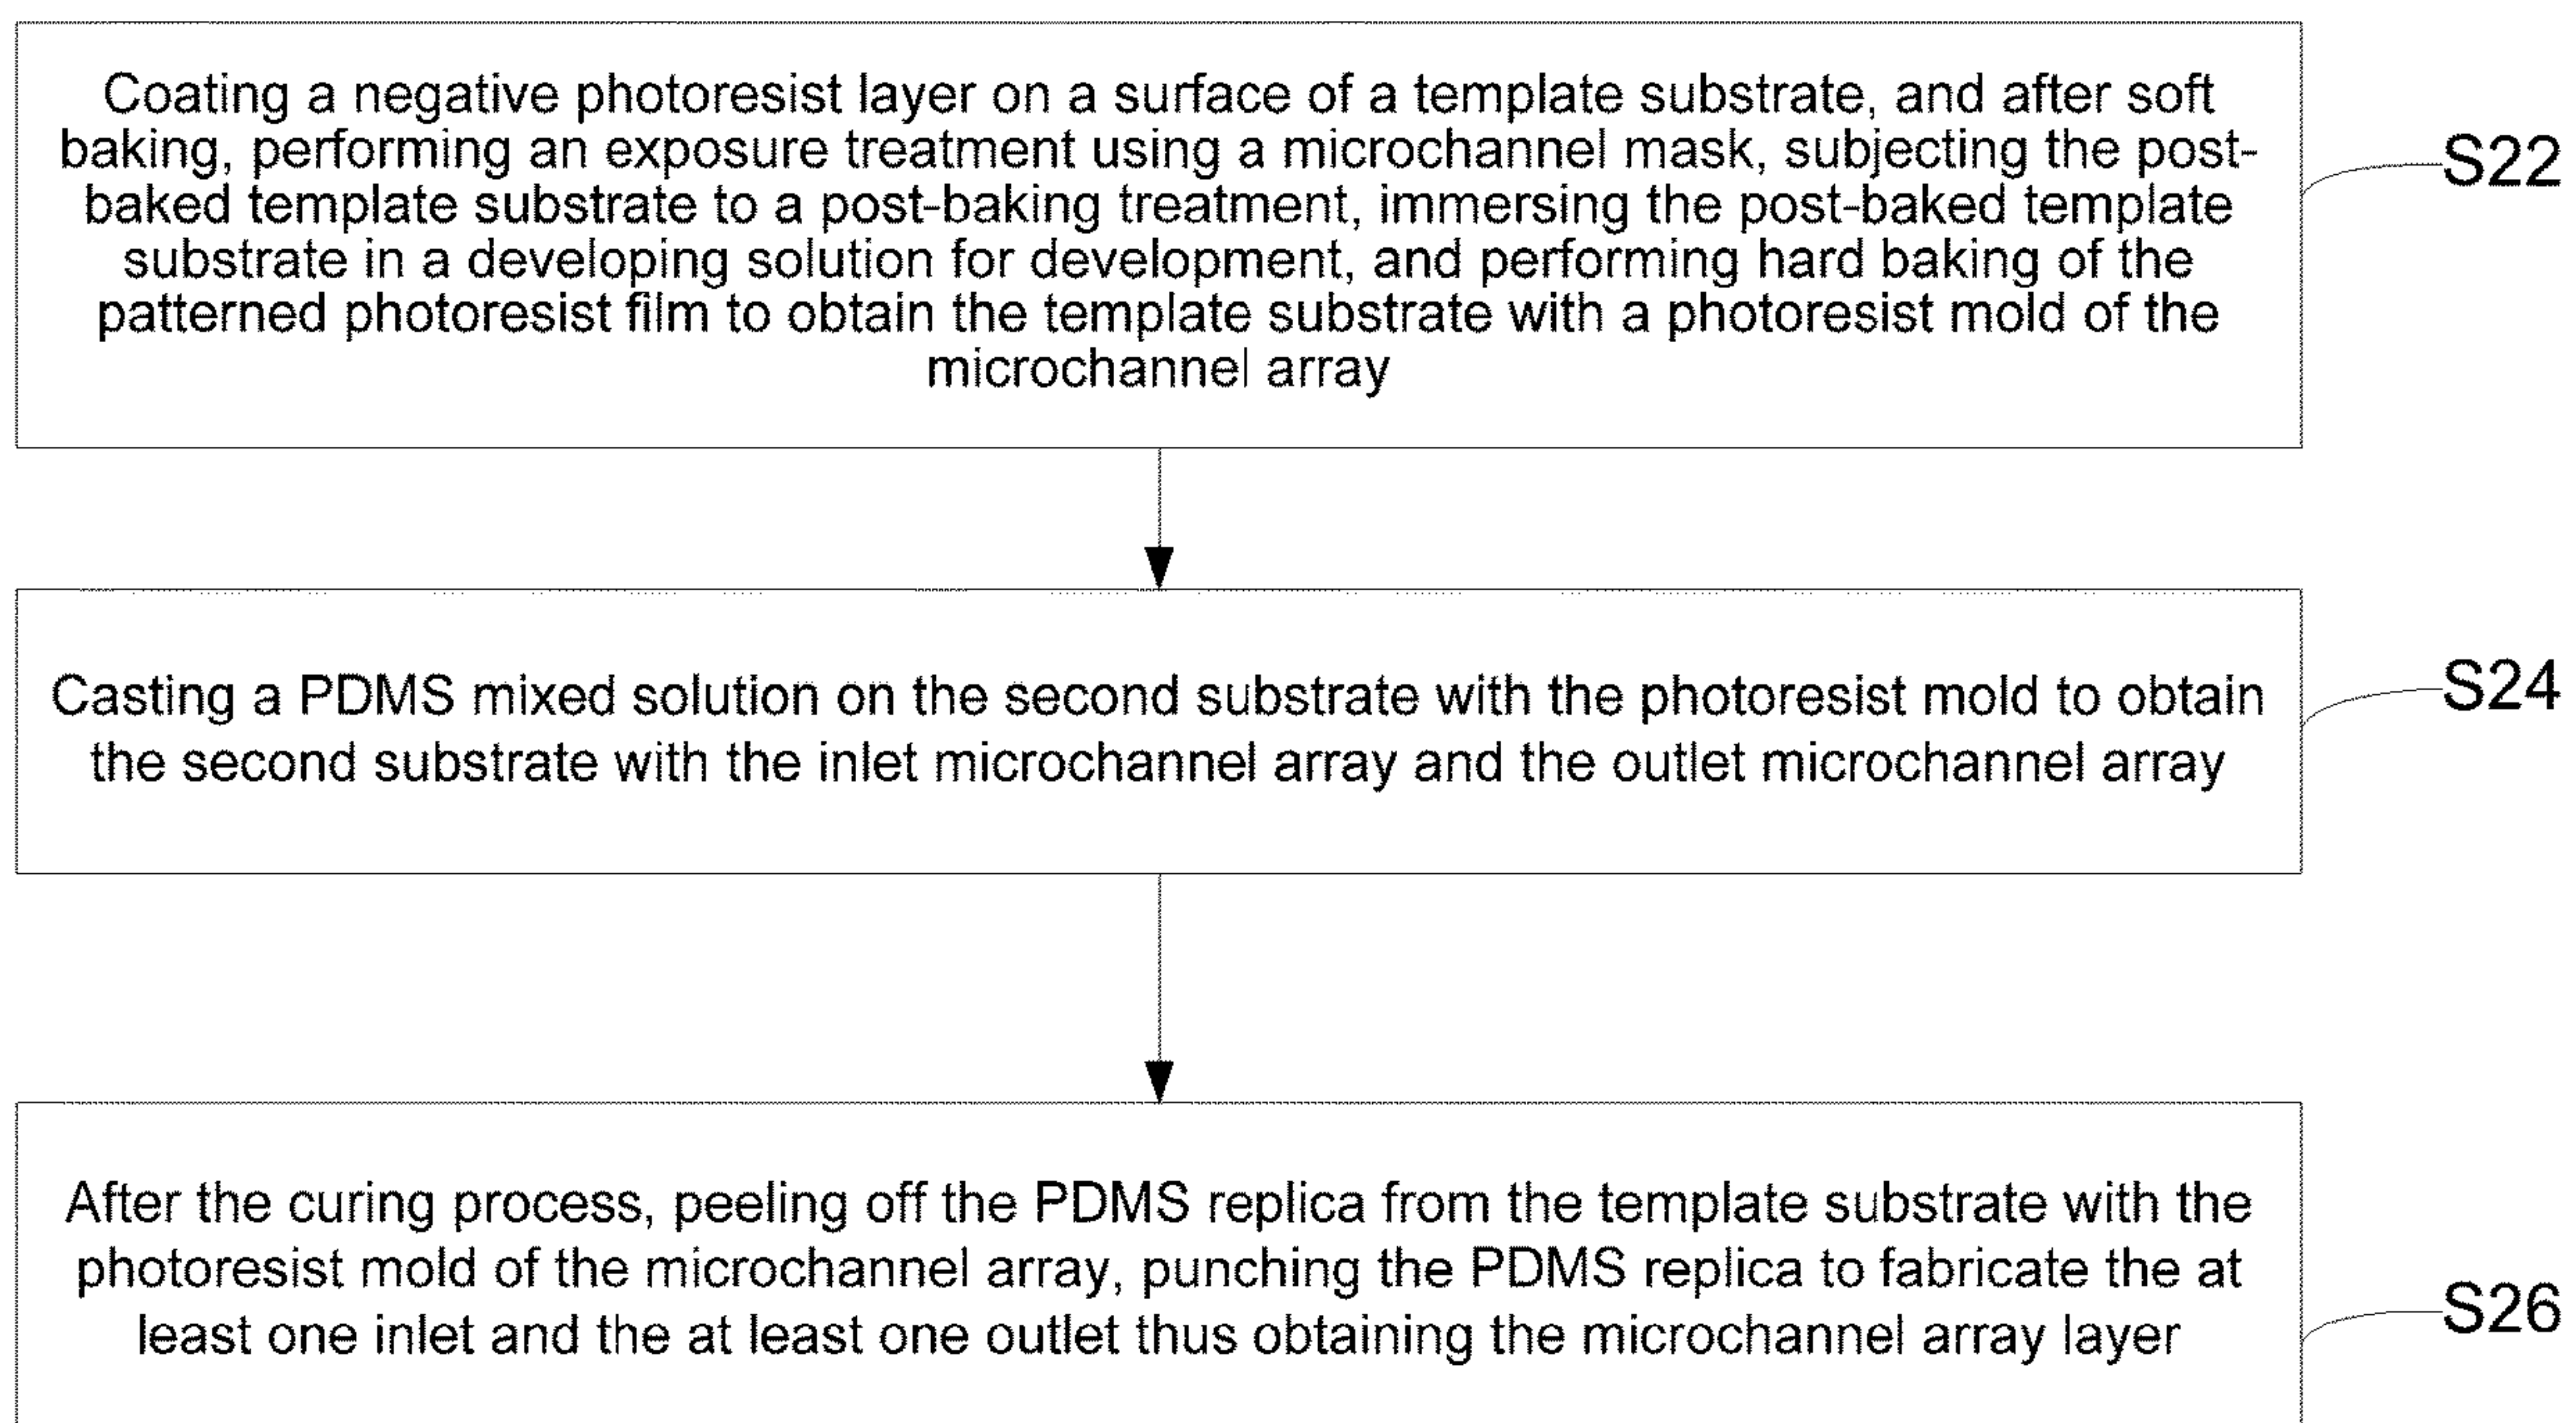 Coating a negative photoresist layer on a surface of a template substrate, and after soft
baking, performing an exposure treatment using a microchannel mask, subjecting the post-
baked template substrate to a post-baking treatment, immersing the post-baked template
substrate in a developing solution for development, and performing hard baking of the
patterned photoresist film to obtain the template substrate with a photoresist mold of the
microchannel array
S22
Casting a PDMS mixed solution on the second substrate with the photoresist mold to obtain
the second substrate with the inlet microchannel array and the outlet microchannel array
S24
After the curing process, peeling off the PDMS replica from the template substrate with the
photoresist mold of the microchannel array, punching the PDMS replica to fabricate the at
least one inlet and the at least one outlet thus obtaining the microchannel array layer
S26